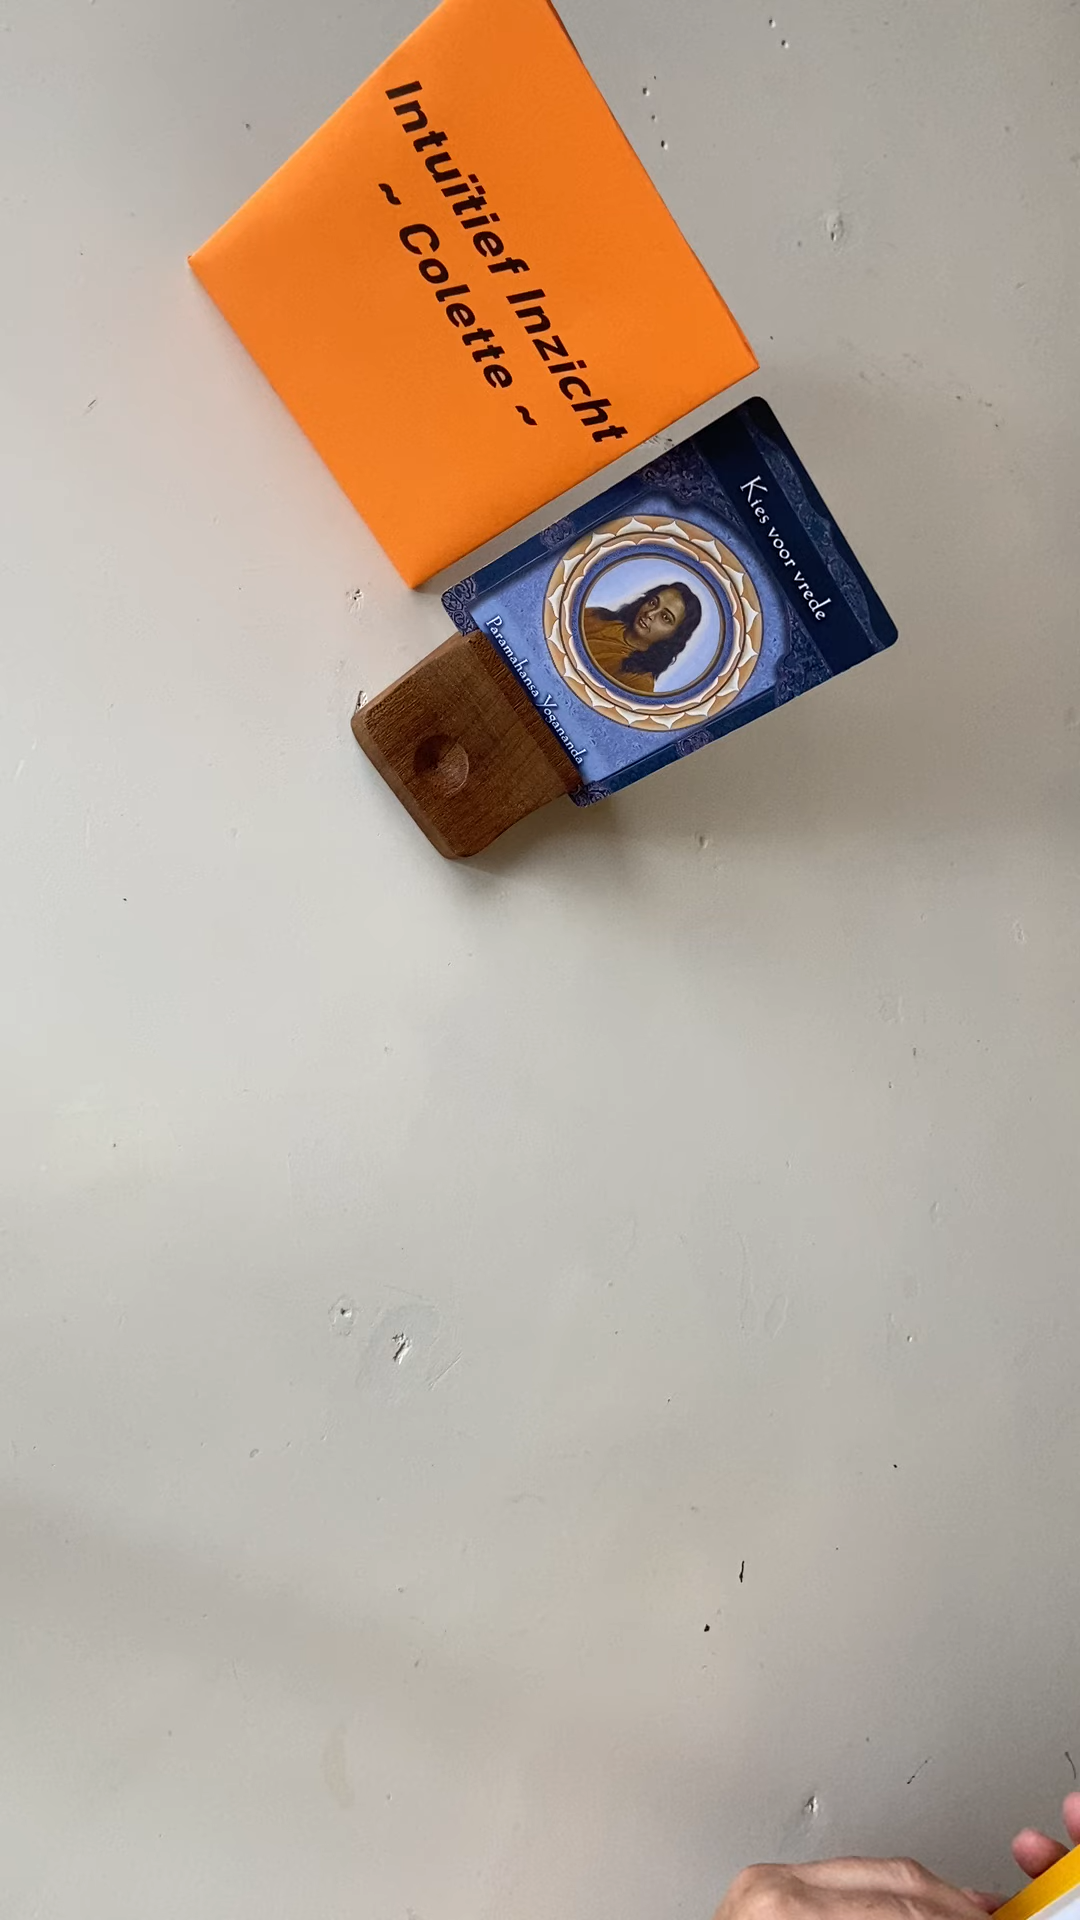 Intuïtief Inzicht
~ Colette ~
Kies voor vrede
Paramahansa Yogananda